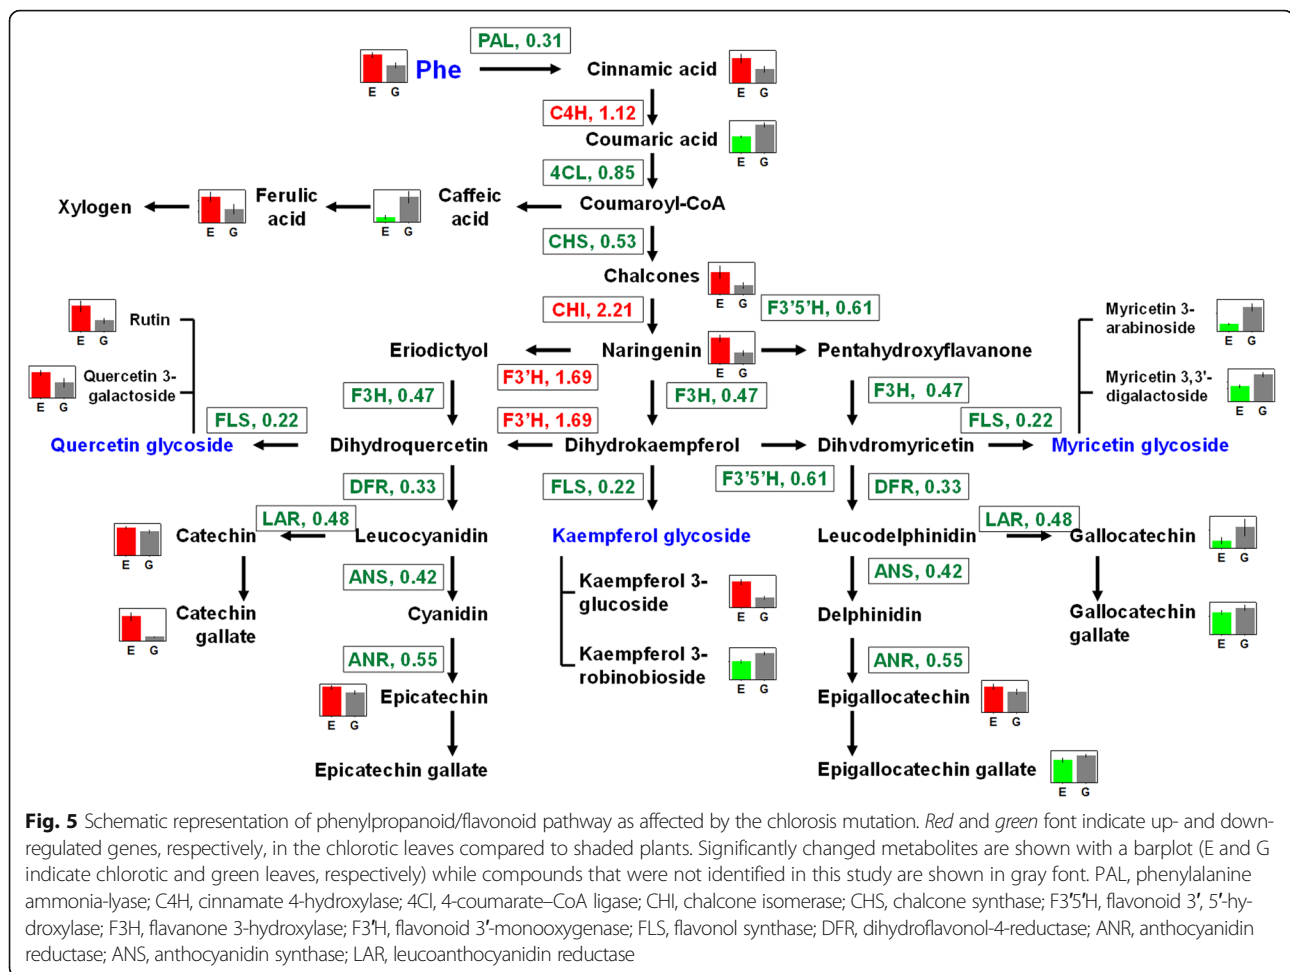 PAL, 0.31
Phe
E G
Cinnamic acid
E G
C4H, 1.12
Coumaric acid
E G
4CL, 0.85
Xylogen
E G
Ferulic
acid
E G
Caffeic
acid
Coumaroyl-CoA
CHS, 0.53
Chalcones
E G
CHI, 2.21
F3'5'H, 0.61
E G
Rutin
Myricetin 3-
arabinoside
E G
Eriodictyol
Naringenin
E G
Pentahydroxyflavanone
F3'H, 1.69
E G
Quercetin 3-
galactoside
F3H, 0.47
F3H, 0.47
F3H, 0.47
Myricetin 3,3'-
digalactoside
E G
FLS, 0.22
F3'H, 1.69
FLS, 0.22
Quercetin glycoside
Dihydroquercetin
Dihydrokaempferol
Dihvdromyricetin
Myricetin glycoside
DFR, 0.33
FLS, 0.22
F3'5'H, 0.61
DFR, 0.33
LAR, 0.48
LAR, 0.48
E G
Catechin
Leucocyanidin
Kaempferol glycoside
Leucodelphinidin
Gallocatechin
E G
ANS, 0.42
ANS, 0.42
Kaempferol 3-
glucoside
E G
E G
Catechin
gallate
Cyanidin
Delphinidin
Gallocatechin
gallate
E G
ANR, 0.55
Kaempferol 3-
robinobioside
E G
ANR, 0.55
E G
Epicatechin
Epigallocatechin
E G
Epicatechin gallate
Epigallocatechin gallate
E G
Fig. 5 Schematic representation of phenylpropanoid/flavonoid pathway as affected by the chlorosis mutation. Red and green font indicate up- and down-
regulated genes, respectively, in the chlorotic leaves compared to shaded plants. Significantly changed metabolites are shown with a barplot (E and G
indicate chlorotic and green leaves, respectively) while compounds that were not identified in this study are shown in gray font. PAL, phenylalanine
ammonia-lyase; C4H, cinnamate 4-hydroxylase; 4Cl, 4-coumarate–CoA ligase; CHI, chalcone isomerase; CHS, chalcone synthase; F3′5′H, flavonoid 3′, 5′-hy-
droxylase; F3H, flavanone 3-hydroxylase; F3′H, flavonoid 3′-monooxygenase; FLS, flavonol synthase; DFR, dihydroflavonol-4-reductase; ANR, anthocyanidin
reductase; ANS, anthocyanidin synthase; LAR, leucoanthocyanidin reductase